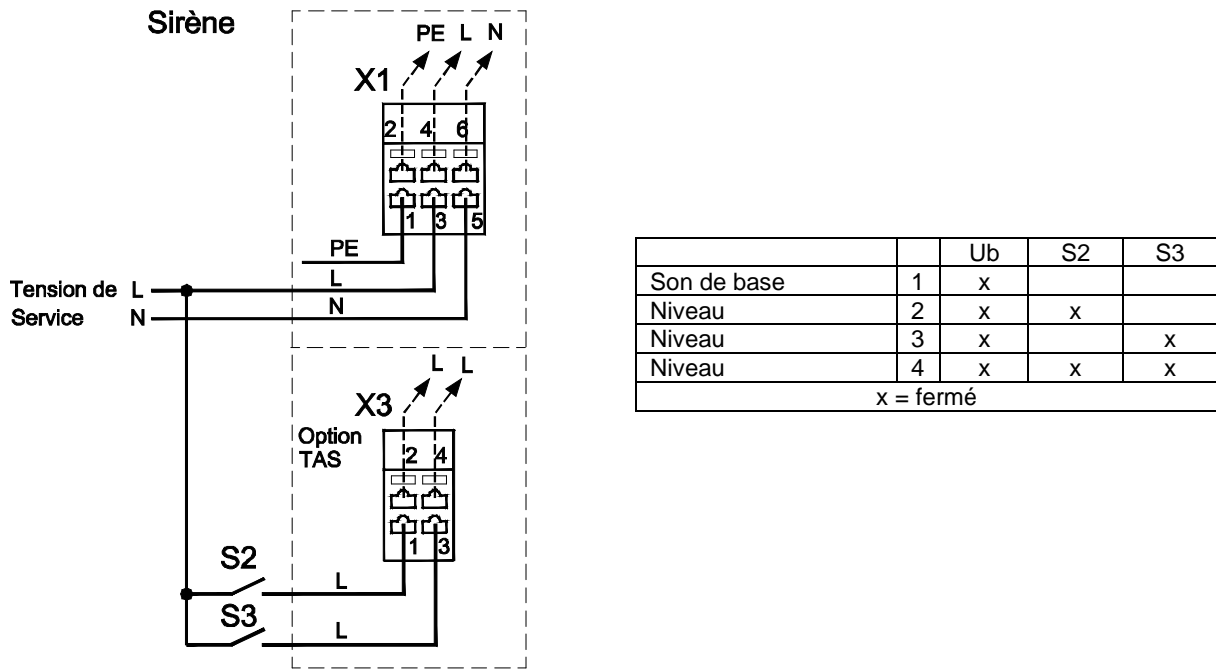 Sirène
PE L N
X1
2 4 6
1 3 5
PE
L
N
Tension de L
Service N
L L
X3
Option
TAS
2 4
1 3
S2
L
S3
L
Ub S2 S3
Son de base 1 x
Niveau 2 x x
Niveau 3 x x
Niveau 4 x x x
x = fermé